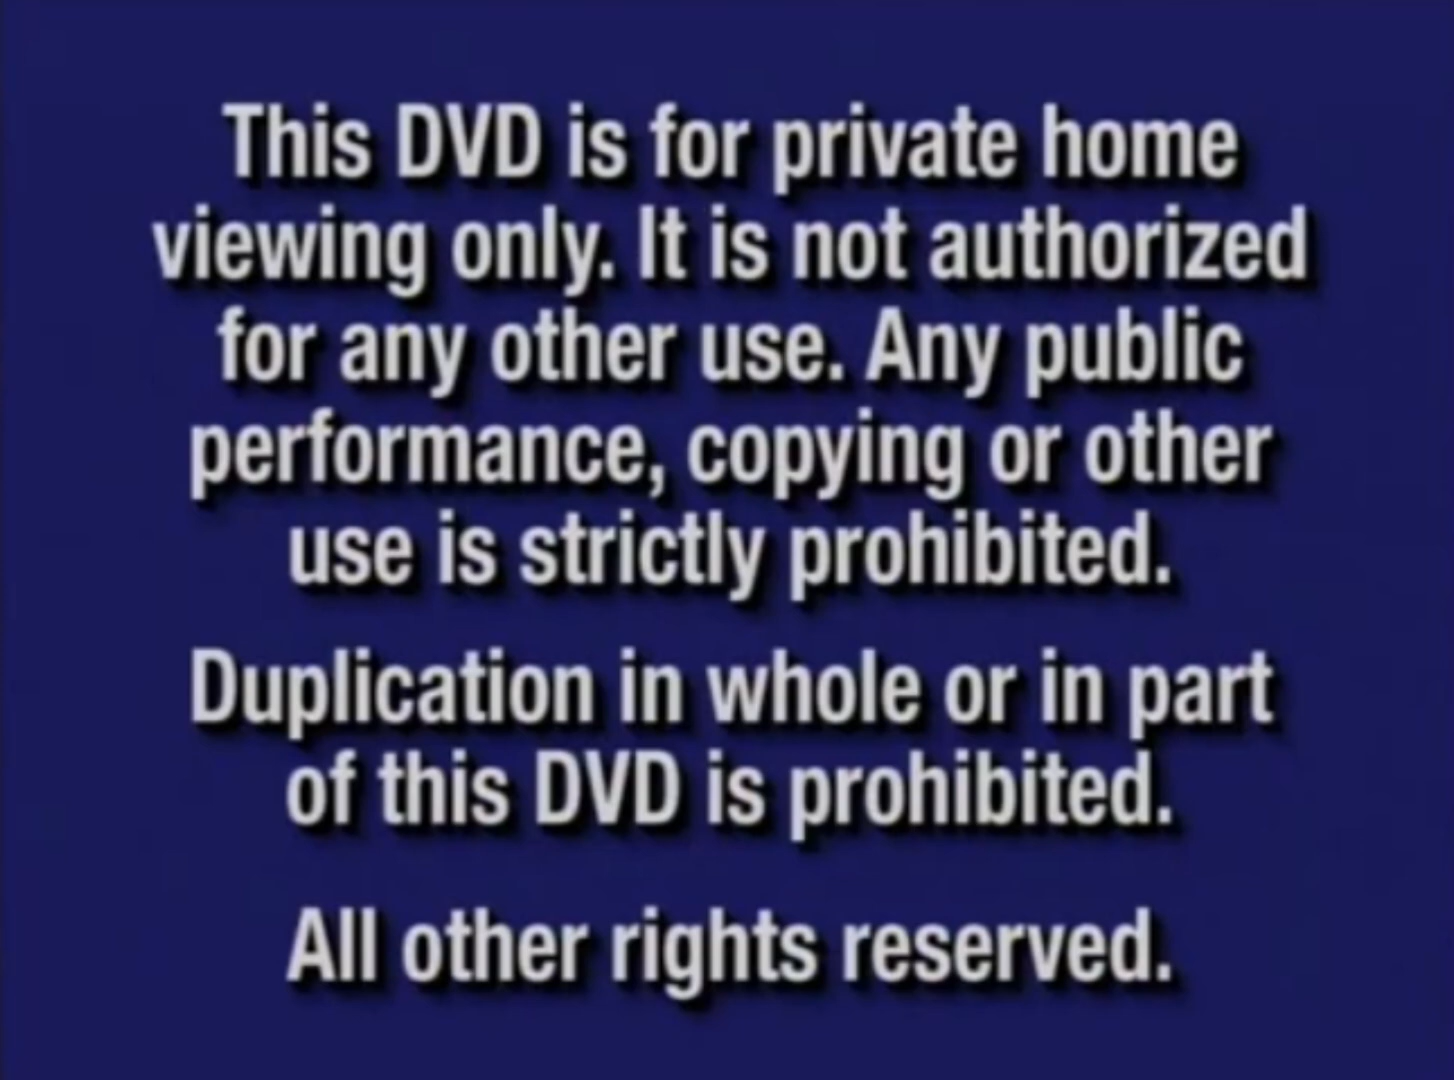 This DVD is for private home
viewing only. It is not authorized
for any other use. Any public
performance, copying or other
use is strictly prohibited.
Duplication in whole or in part
of this DVD is prohibited.
All other rights reserved.